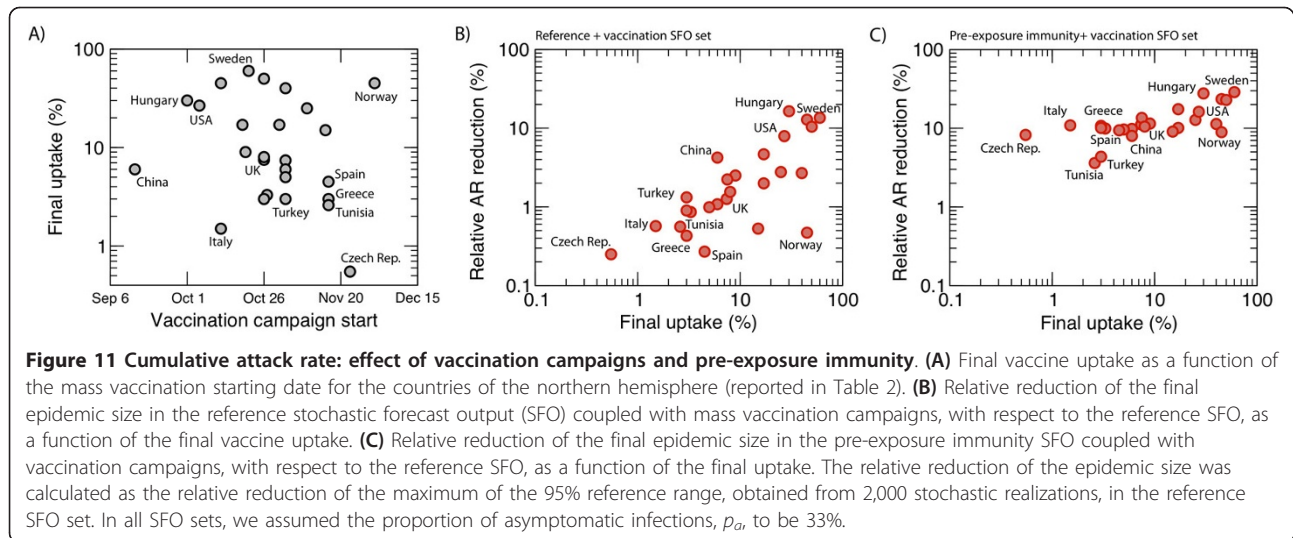 A)
Final uptake (%)
100
10
1
Sweden
Hungary
USA
Norway
China
UK
Spain
Greece
Turkey
Tunisia
Italy
Czech Rep.
Sep 6
Oct 1
Oct 26
Nov 20
Dec 15
Vaccination campaign start
B)
Reference + vaccination SFO set
Relative AR reduction (%)
100
10
1
0.1
Hungary
Sweden
USA
China
Turkey
UK
Italy
Tunisia
Czech Rep.
Greece
Spain
Norway
0.1
1
10
100
Final uptake (%)
C)
Pre-exposure immunity+ vaccination SFO set
Relative AR reduction (%)
100
10
1
0.1
Sweden
Hungary
Italy
Greece
USA
Czech Rep.
Spain
UK
China
Norway
Turkey
Tunisia
0.1
1
10
100
Final uptake (%)
Figure 11 Cumulative attack rate: effect of vaccination campaigns and pre-exposure immunity. (A) Final vaccine uptake as a function of
the mass vaccination starting date for the countries of the northern hemisphere (reported in Table 2). (B) Relative reduction of the final
epidemic size in the reference stochastic forecast output (SFO) coupled with mass vaccination campaigns, with respect to the reference SFO, as
a function of the final vaccine uptake. (C) Relative reduction of the final epidemic size in the pre-exposure immunity SFO coupled with
vaccination campaigns, with respect to the reference SFO, as a function of the final uptake. The relative reduction of the epidemic size was
calculated as the relative reduction of the maximum of the 95% reference range, obtained from 2,000 stochastic realizations, in the reference
SFO set. In all SFO sets, we assumed the proportion of asymptomatic infections, pa, to be 33%.